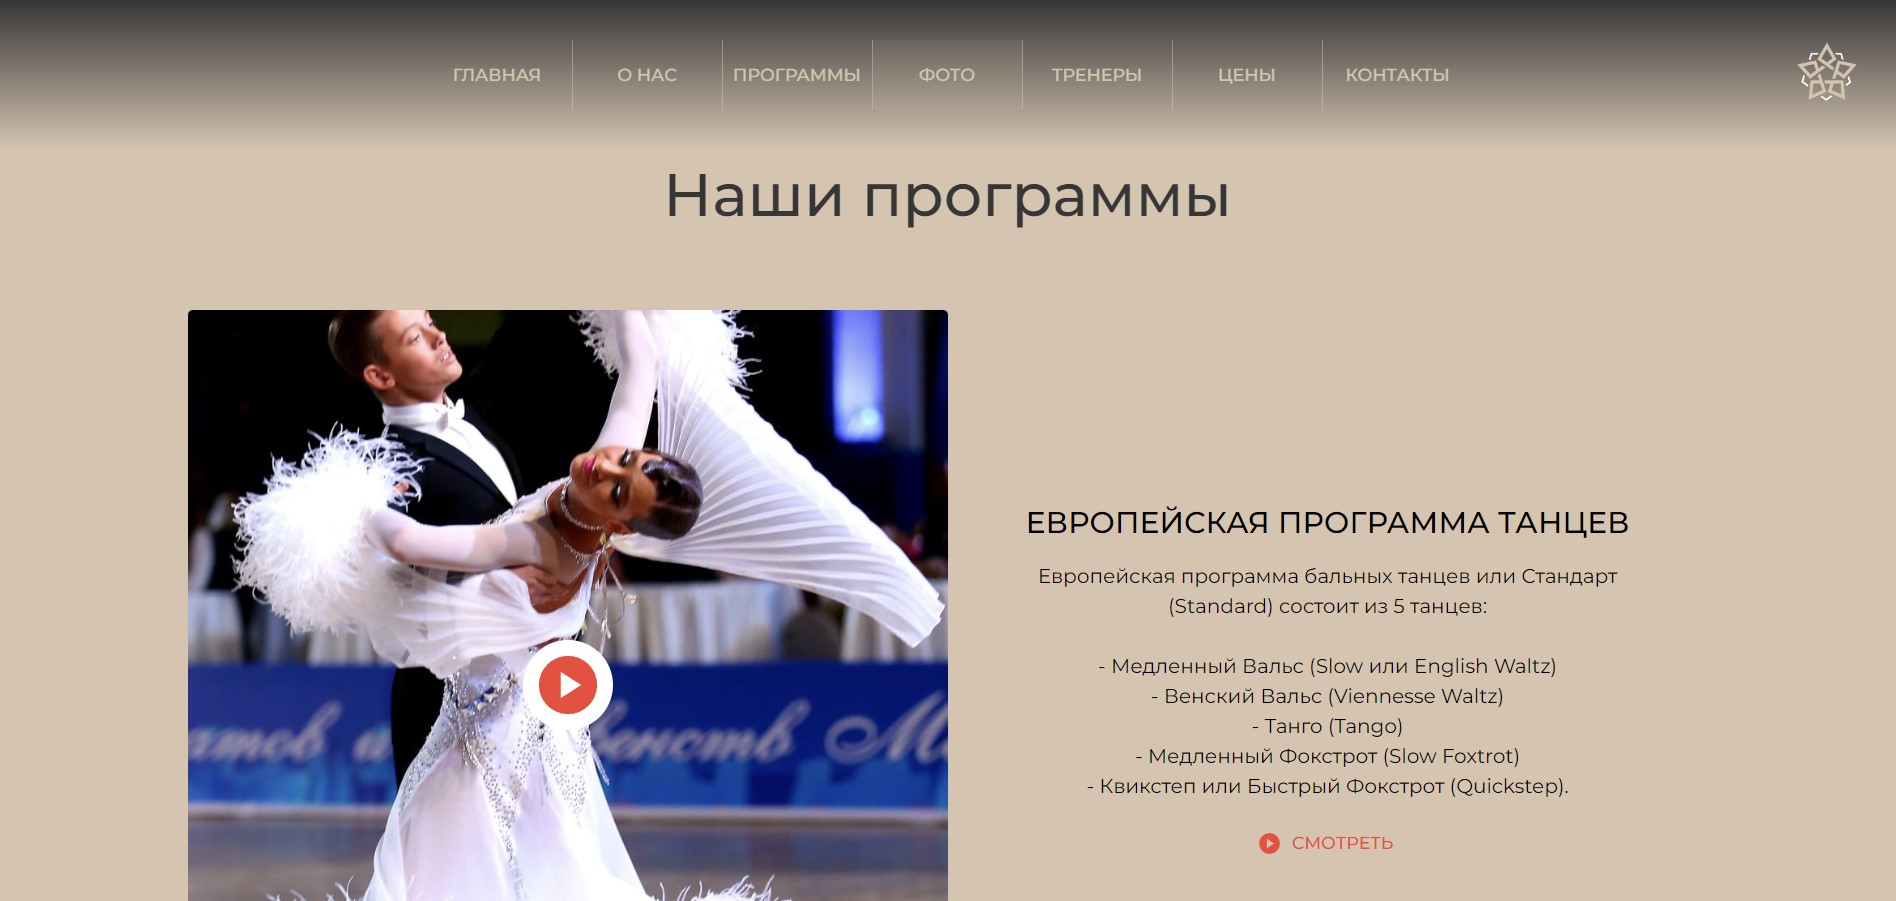 ГЛАВНАЯ
О НАС
ПРОГРАММЫ
ФОТО
ТРЕНЕРЫ
ЦЕНЫ
КОНТАКТЫ
Наши программы
ЕВРОПЕЙСКАЯ ПРОГРАММА ТАНЦЕВ
Европейская программа бальных танцев или Стандарт
(Standard) состоит из 5 танцев:
- Медленный Вальс (Slow или English Waltz)
- Венский Вальс (Viennesse Waltz)
- Танго (Tango)
- Медленный Фокстрот (Slow Foxtrot)
- Квикстеп или Быстрый Фокстрот (Quickstep).
СМОТРЕТЬ